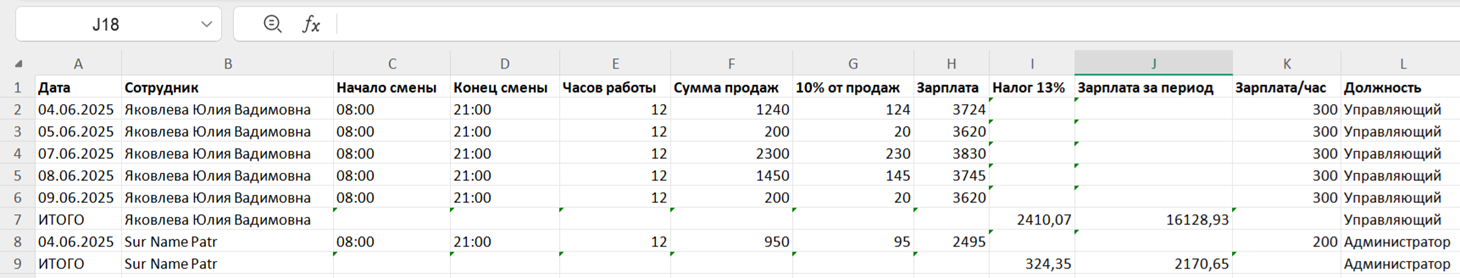 J18 fx
A B C D E F G H I J K L
1 Дата Сотрудник Начало смены Конец смены Часов работы Сумма продаж 10% от продаж Зарплата Налог 13% Зарплата за период Зарплата/час Должность
2 04.06.2025 Яковлева Юлия Вадимовна 08:00 21:00 12 1240 124 3724 300 Управляющий
3 05.06.2025 Яковлева Юлия Вадимовна 08:00 21:00 12 200 20 3620 300 Управляющий
4 07.06.2025 Яковлева Юлия Вадимовна 08:00 21:00 12 2300 230 3830 300 Управляющий
5 08.06.2025 Яковлева Юлия Вадимовна 08:00 21:00 12 1450 145 3745 300 Управляющий
6 09.06.2025 Яковлева Юлия Вадимовна 08:00 21:00 12 200 20 3620 300 Управляющий
7 ИТОГО Яковлева Юлия Вадимовна 2410,07 16128,93 Управляющий
8 04.06.2025 Sur Name Patr 08:00 21:00 12 950 95 2495 200 Администратор
9 ИТОГО Sur Name Patr 324,35 2170,65 Администратор